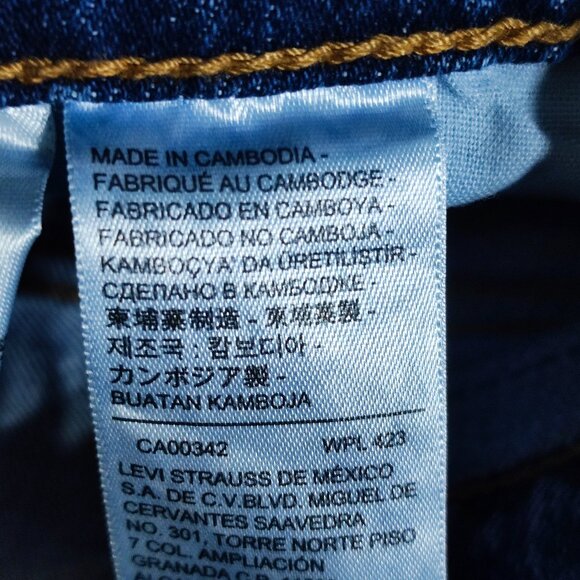 MADE IN CAMBODIA -
FABRIQUÉ AU CAMBODGE -
FABRICADO EN CAMBOYA -
FABRICADO NO CAMBOJA -
KAMBOÇYA' DA ÜRETILISTIR -
СДЕЛАНО В КАМБОДЖЕ -
柬埔寨制造 - 柬埔寨製 -
제조국 : 캄보디아 -
カンボジア製 -
BUATAN KAMBOJA
CA00342 WPL 423
LEVI STRAUSS DE MÉXICO
S.A. DE C.V.BLVD. MIGUEL DE
CERVANTES SAAVEDRA
NO. 301, TORRE NORTE PISO
7 COL. AMPLIACIÓN
GRANADA C.P.